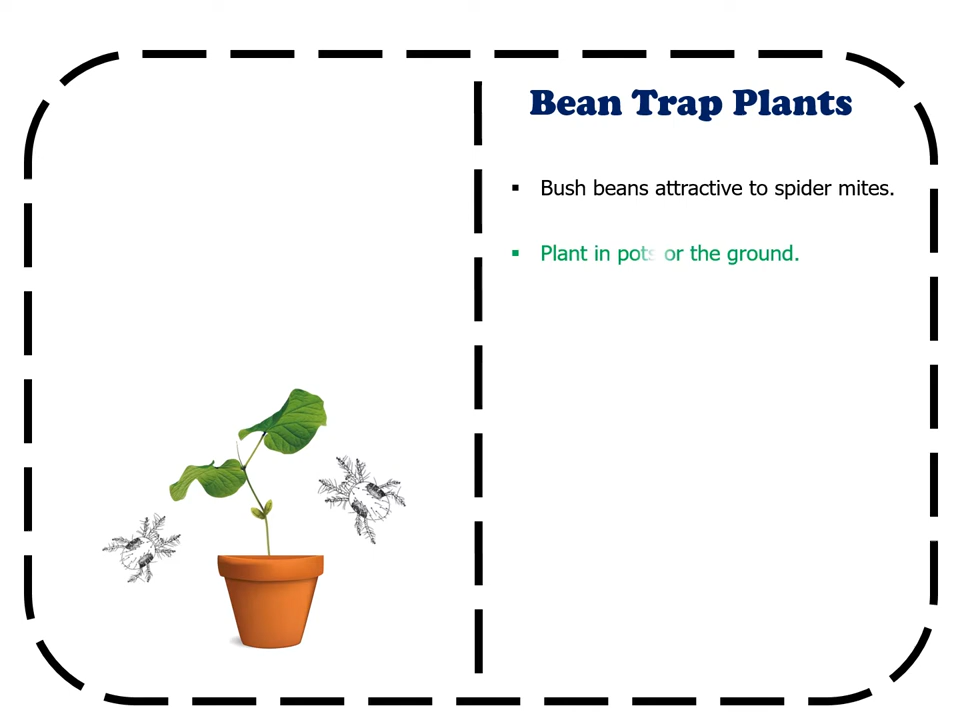 Bean Trap Plants
▪ Bush beans attractive to spider mites.
▪ Plant in pots or the ground.